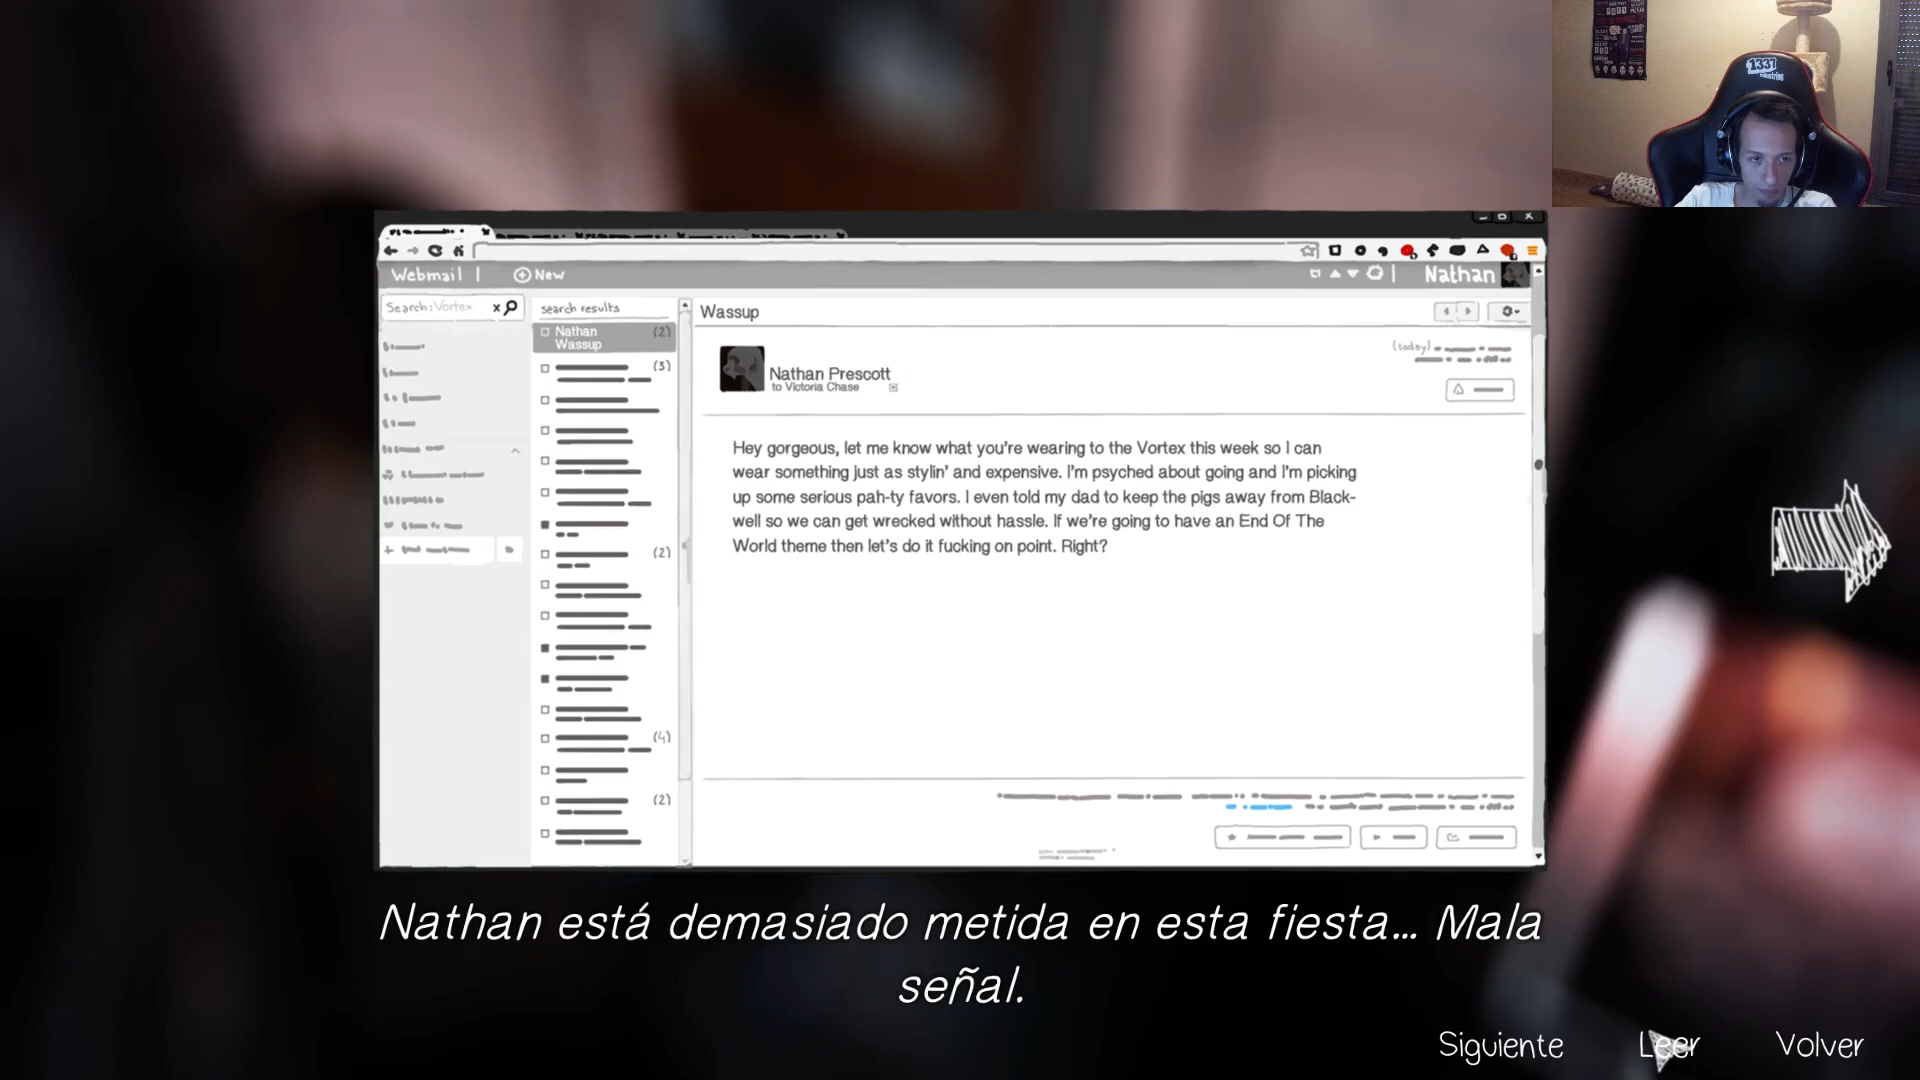 1337
industries
Webmail |
New
Nathan
Search: Vortex x
search results
Nathan (2)
Wassup
(3)
(2)
(4)
(2)
Wassup
(today)
Nathan Prescott
to Victoria Chase
Hey gorgeous, let me know what you're wearing to the Vortex this week so I can
wear something just as stylin' and expensive. I'm psyched about going and I'm picking
up some serious pah-ty favors. I even told my dad to keep the pigs away from Black-
well so we can get wrecked without hassle. If we're going to have an End Of The
World theme then let's do it fucking on point. Right?
Nathan está demasiado metida en esta fiesta... Mala
señal.
Siguiente Leer Volver